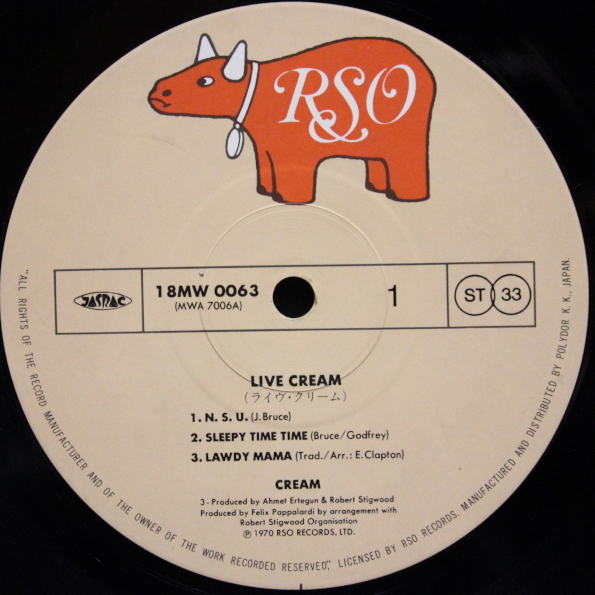 RSO
JASRAC
18MW 0063
(MWA 7006A)
1
ST 33
LIVE CREAM
(ライヴ・クリーム)
1. N. S. U. (J. Bruce)
2. SLEEPY TIME TIME (Bruce/Godfrey)
3. LAWDY MAMA (Trad./Arr.: E. Clapton)
CREAM
3 - Produced by Ahmet Ertegun & Robert Stigwood
Produced by Felix Pappalardi by arrangement with
Robert Stigwood Organisation
Ⓟ 1970 RSO RECORDS, LTD.
"ALL RIGHTS OF THE RECORD MANUFACTURER AND OF THE OWNER OF THE WORK RECORDED RESERVED", LICENSED BY RSO RECORDS, MANUFACTURED AND DISTRIBUTED BY POLYDOR K. K., JAPAN.